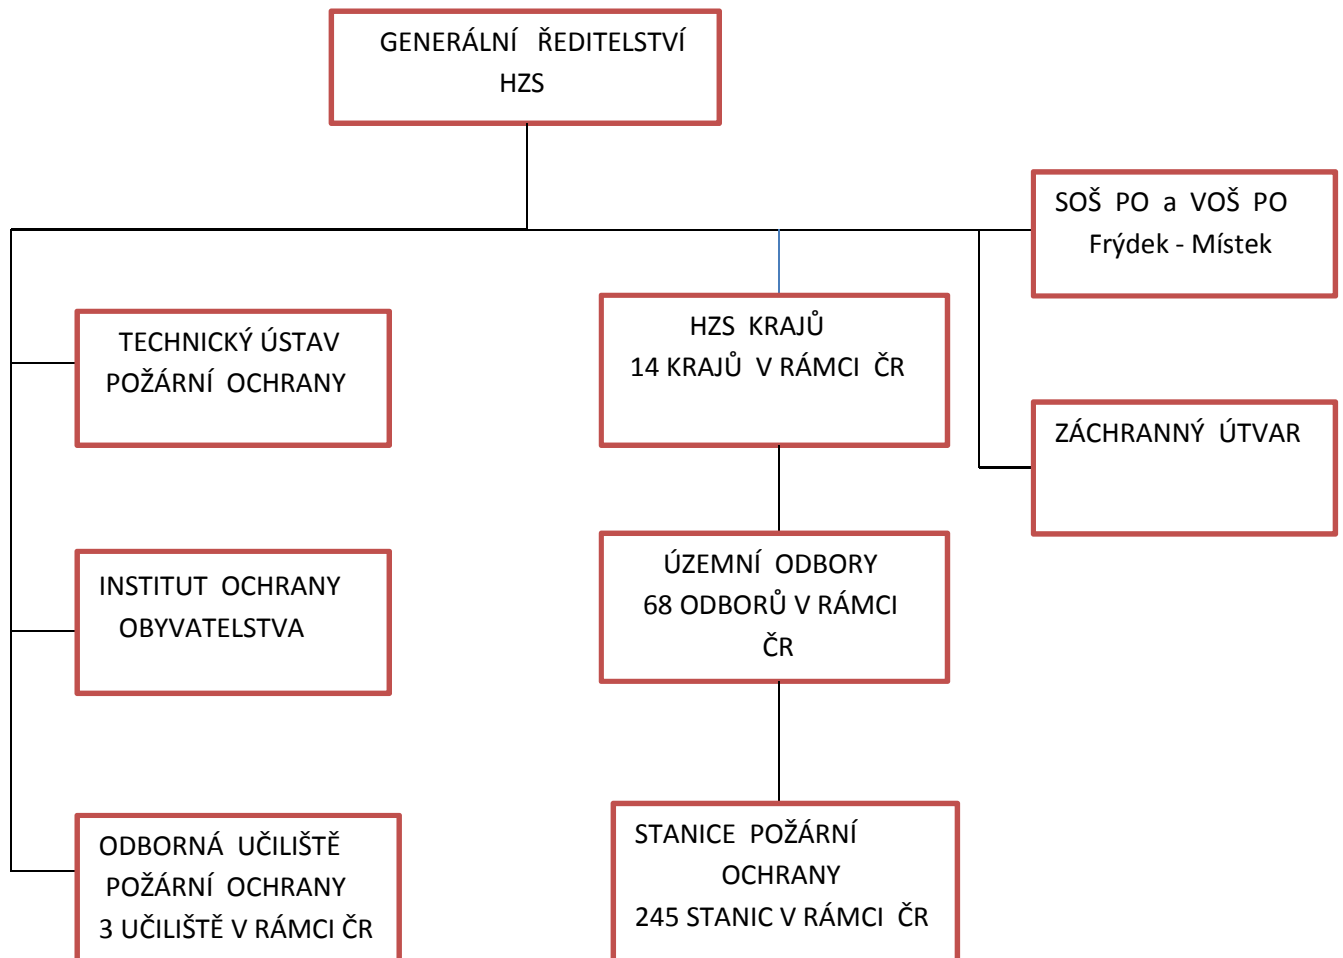 GENERÁLNÍ ŘEDITELSTVÍ
HZS
SOŠ PO a VOŠ PO
Frýdek - Místek
TECHNICKÝ ÚSTAV
POŽÁRNÍ OCHRANY
HZS KRAJŮ
14 KRAJŮ V RÁMCI ČR
ZÁCHRANNÝ ÚTVAR
INSTITUT OCHRANY
OBYVATELSTVA
ÚZEMNÍ ODBORY
68 ODBORŮ V RÁMCI
ČR
ODBORNÁ UČILIŠTĚ
POŽÁRNÍ OCHRANY
3 UČILIŠTĚ V RÁMCI ČR
STANICE POŽÁRNÍ
OCHRANY
245 STANIC V RÁMCI ČR